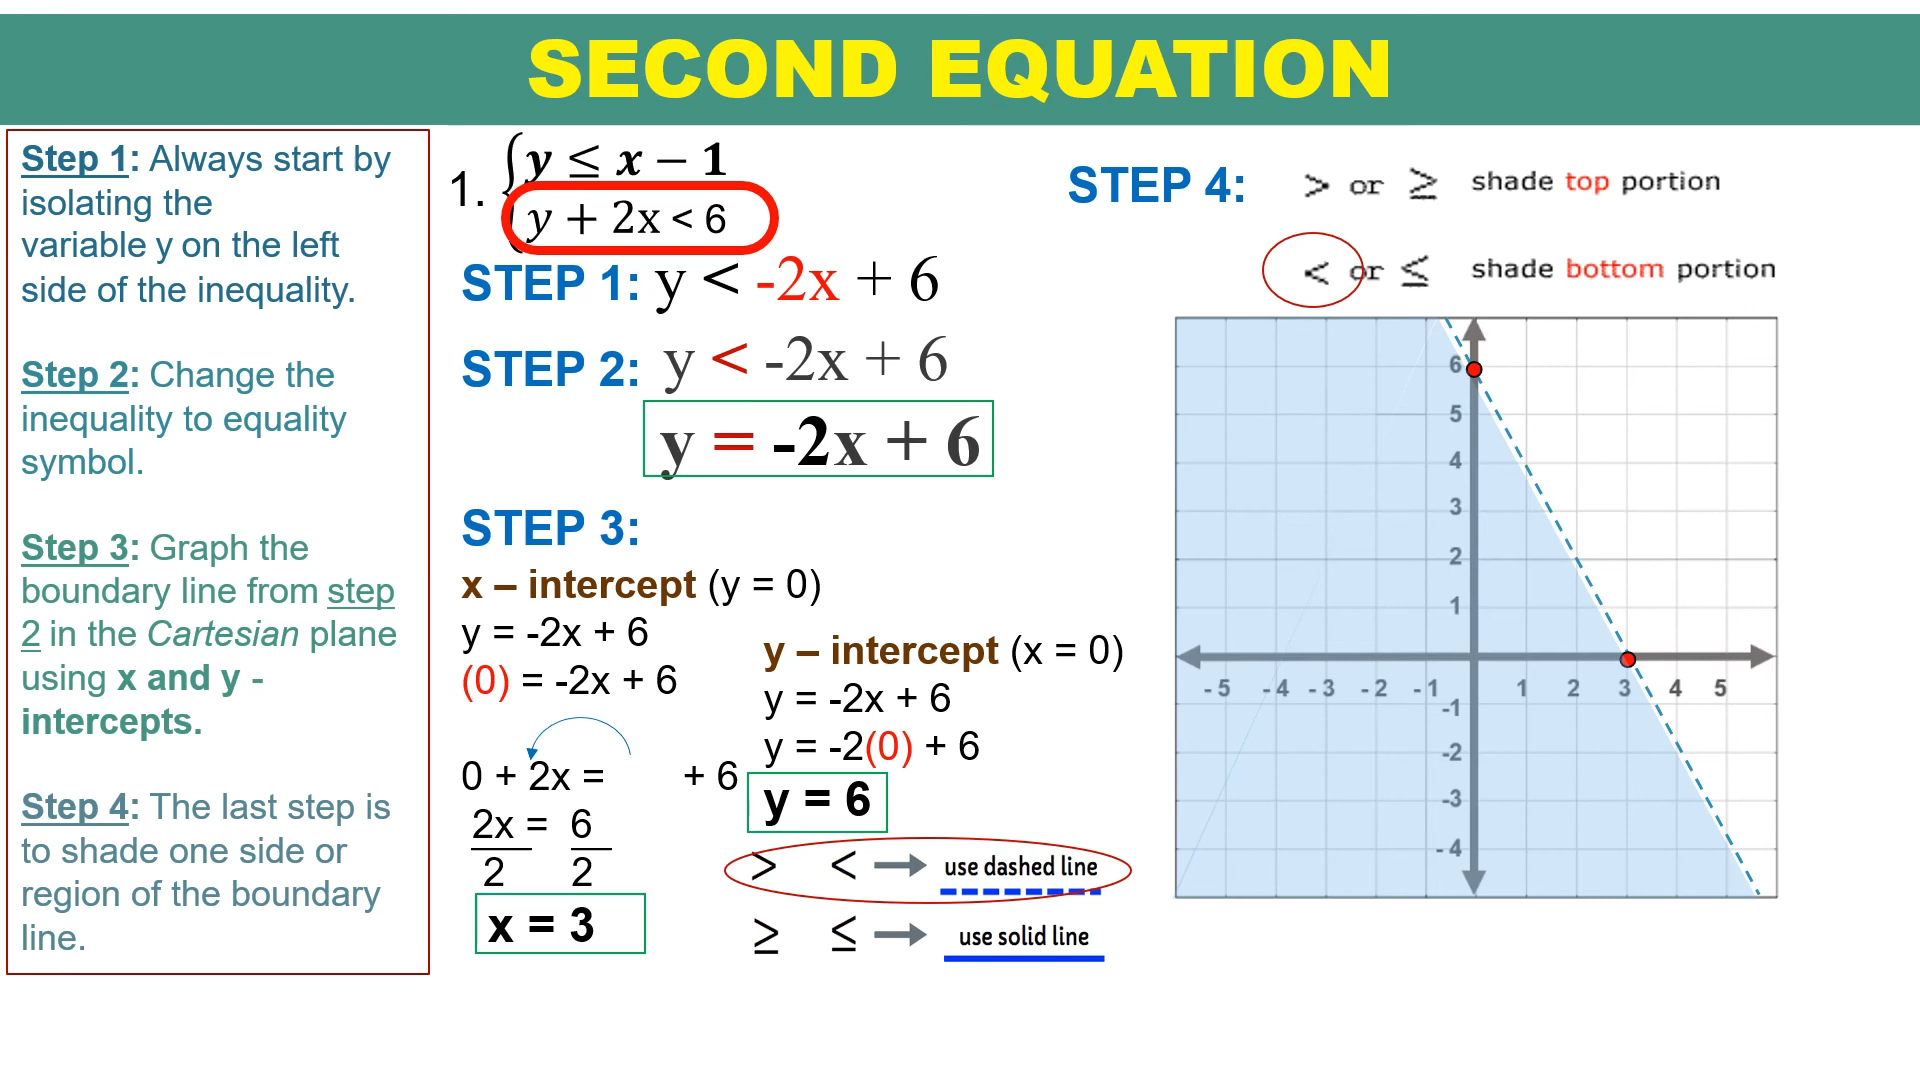 SECOND EQUATION
Step 1: Always start by
isolating the
variable y on the left
side of the inequality.
Step 2: Change the
inequality to equality
symbol.
Step 3: Graph the
boundary line from step
2 in the Cartesian plane
using x and y -
intercepts.
Step 4: The last step is
to shade one side or
region of the boundary
line.
1. { y ≤ x − 1
y + 2x < 6
STEP 1: y < -2x + 6
STEP 2: y < -2x + 6
y = -2x + 6
STEP 3:
x – intercept (y = 0)
y = -2x + 6
(0) = -2x + 6
0 + 2x = + 6
2x = 6
2 2
x = 3
y – intercept (x = 0)
y = -2x + 6
y = -2(0) + 6
y = 6
> < use dashed line
≥ ≤ use solid line
STEP 4: > or ≥ shade top portion
< or ≤ shade bottom portion
6
5
4
3
2
1
-5 -4 -3 -2 -1 1 2 3 4 5
-1
-2
-3
-4